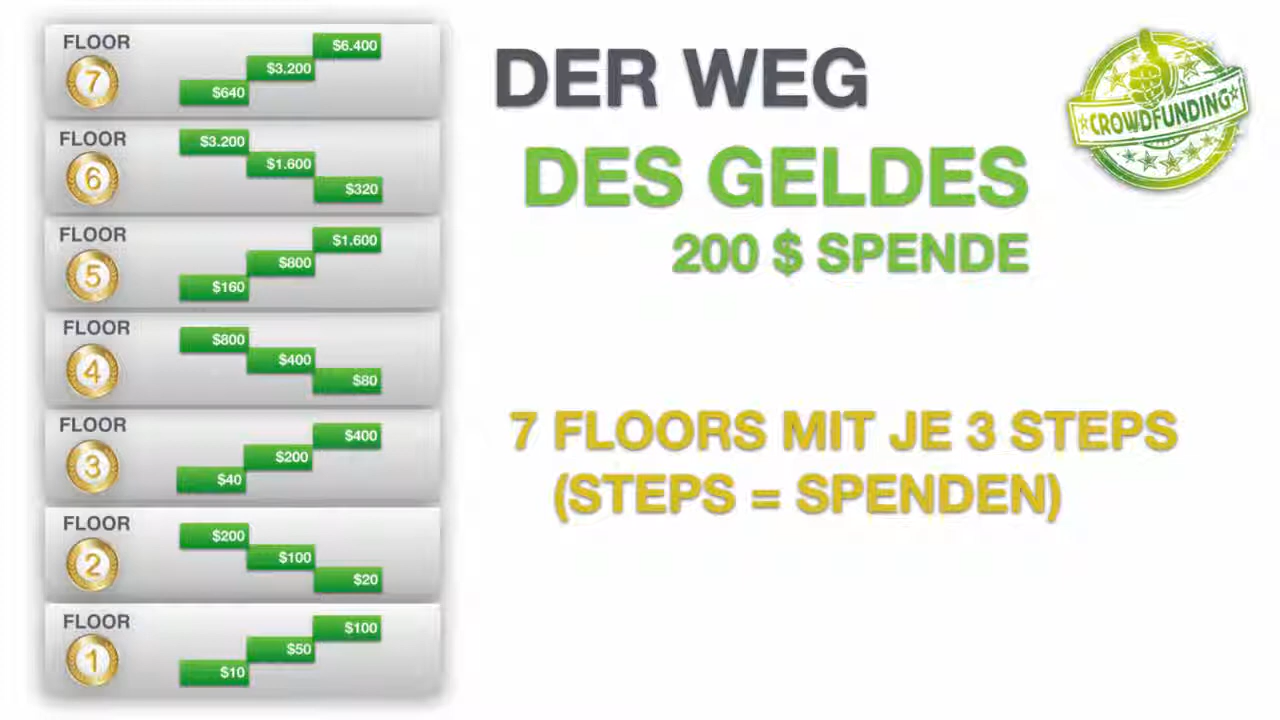 FLOOR
7
$6.400
$3.200
$640
FLOOR
6
$3.200
$1.600
$320
FLOOR
5
$1.600
$800
$160
FLOOR
4
$800
$400
$80
FLOOR
3
$400
$200
$40
FLOOR
2
$200
$100
$20
FLOOR
1
$100
$50
$10
DER WEG
DES GELDES
200 $ SPENDE
7 FLOORS MIT JE 3 STEPS
(STEPS = SPENDEN)
CROWDFUNDING